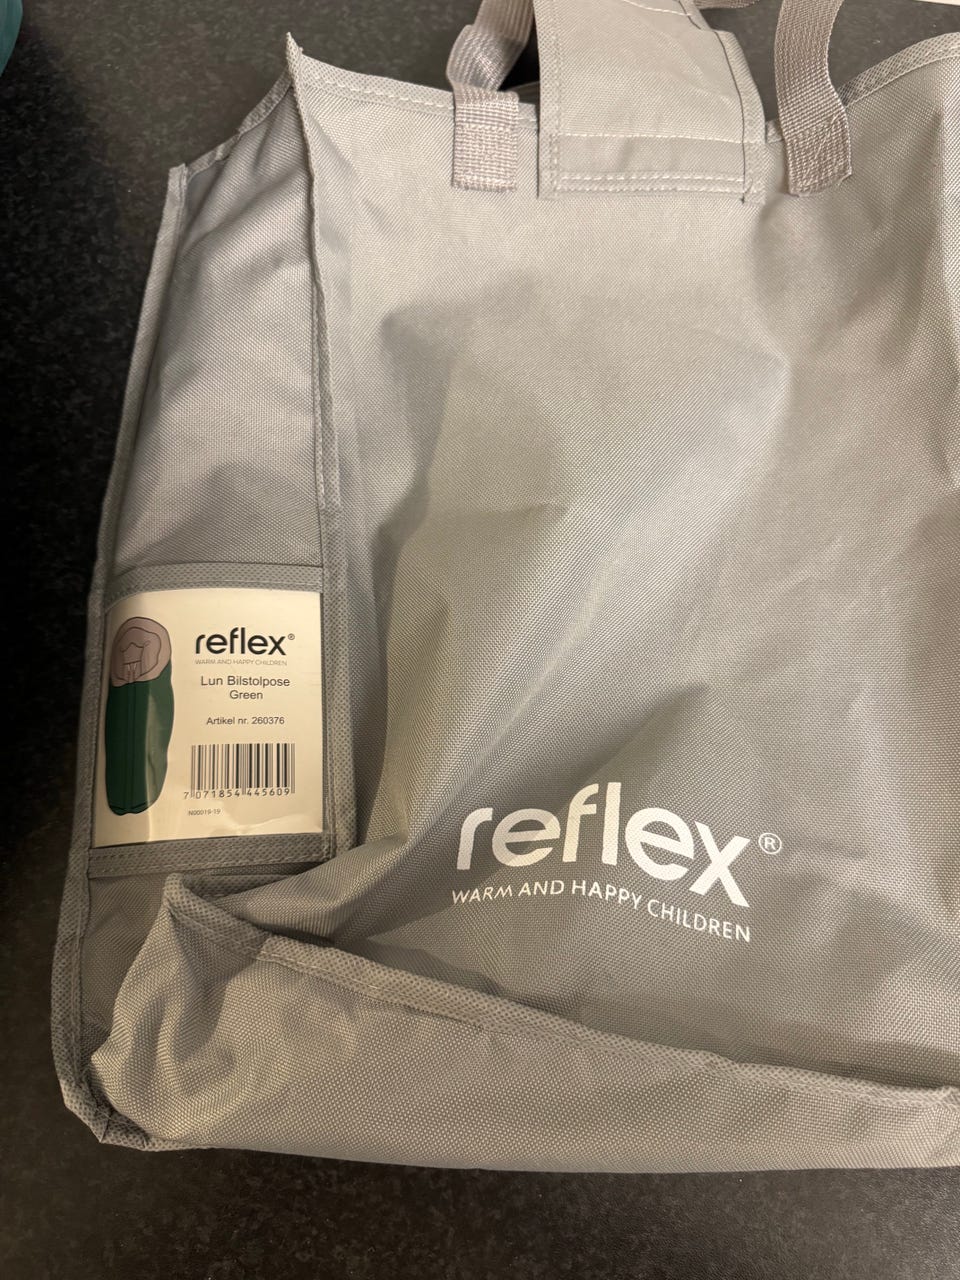 reflex®
WARM AND HAPPY CHILDREN
Lun Bilstolpose
Green
Artikel nr. 260376
7 071854 445609
N00019-19
reflex®
WARM AND HAPPY CHILDREN